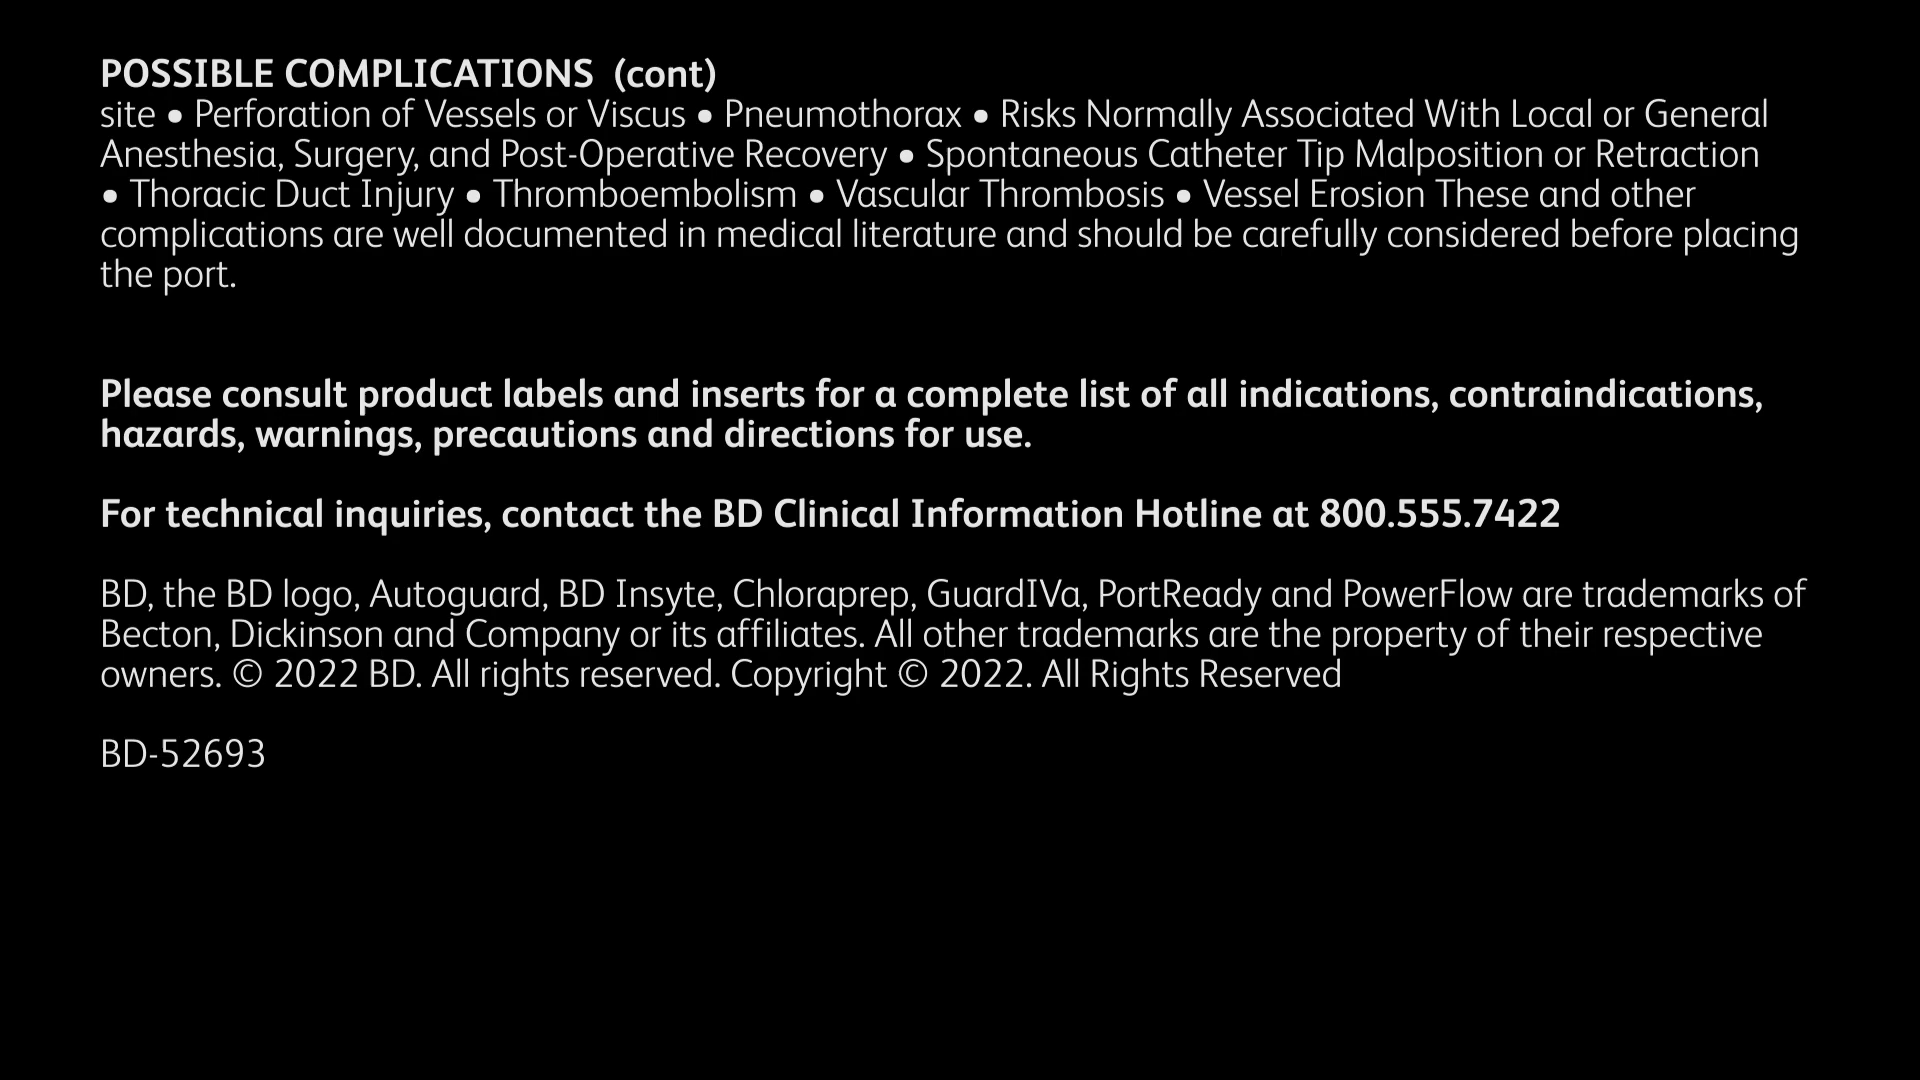 POSSIBLE COMPLICATIONS (cont)
site • Perforation of Vessels or Viscus • Pneumothorax • Risks Normally Associated With Local or General
Anesthesia, Surgery, and Post-Operative Recovery • Spontaneous Catheter Tip Malposition or Retraction
• Thoracic Duct Injury • Thromboembolism • Vascular Thrombosis • Vessel Erosion These and other
complications are well documented in medical literature and should be carefully considered before placing
the port.
Please consult product labels and inserts for a complete list of all indications, contraindications,
hazards, warnings, precautions and directions for use.
For technical inquiries, contact the BD Clinical Information Hotline at 800.555.7422
BD, the BD logo, Autoguard, BD Insyte, Chloraprep, GuardIVa, PortReady and PowerFlow are trademarks of
Becton, Dickinson and Company or its affiliates. All other trademarks are the property of their respective
owners. © 2022 BD. All rights reserved. Copyright © 2022. All Rights Reserved
BD-52693